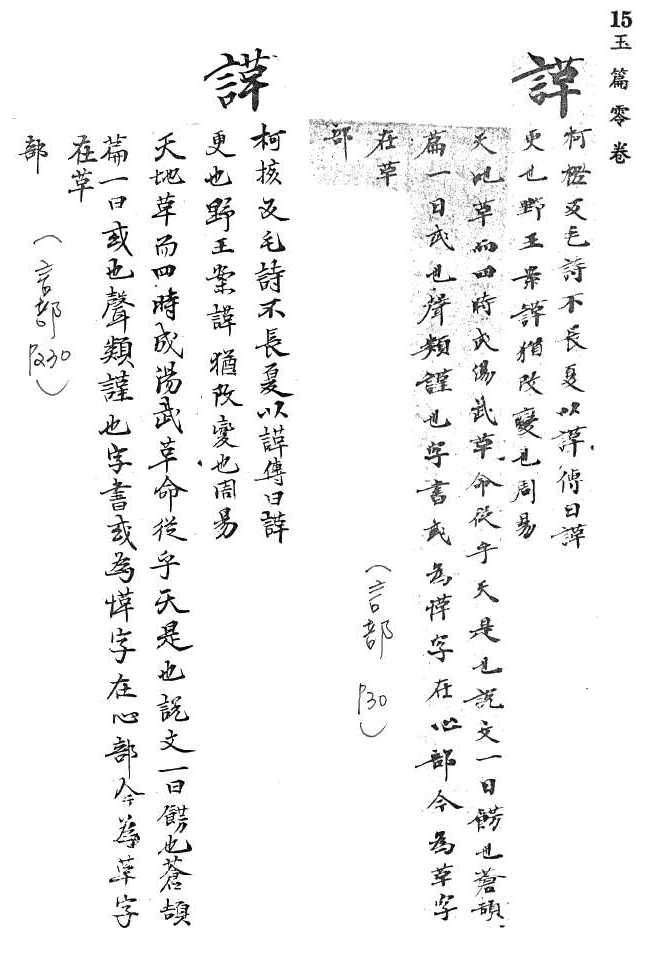 15 玉篇零卷
諽
柯反毛詩不長夏以諽傳曰諽
更也野王案諽猶改變也周易
天地革而四時成湯武革命從乎天是也說文一曰餝也蒼頡
篇一曰或也聲類謹也字書或為愅字在心部今為革字
在革
部
(言部 P30)
諽
柯核反毛詩不長夏以諽傳曰諽
更也野王案諽猶改變也周易
天地革而四時成湯武革命從乎天是也說文一曰餝也蒼頡
篇一曰或也聲類謹也字書或為愅字在心部今為革字
在革
部
(言部 P230)